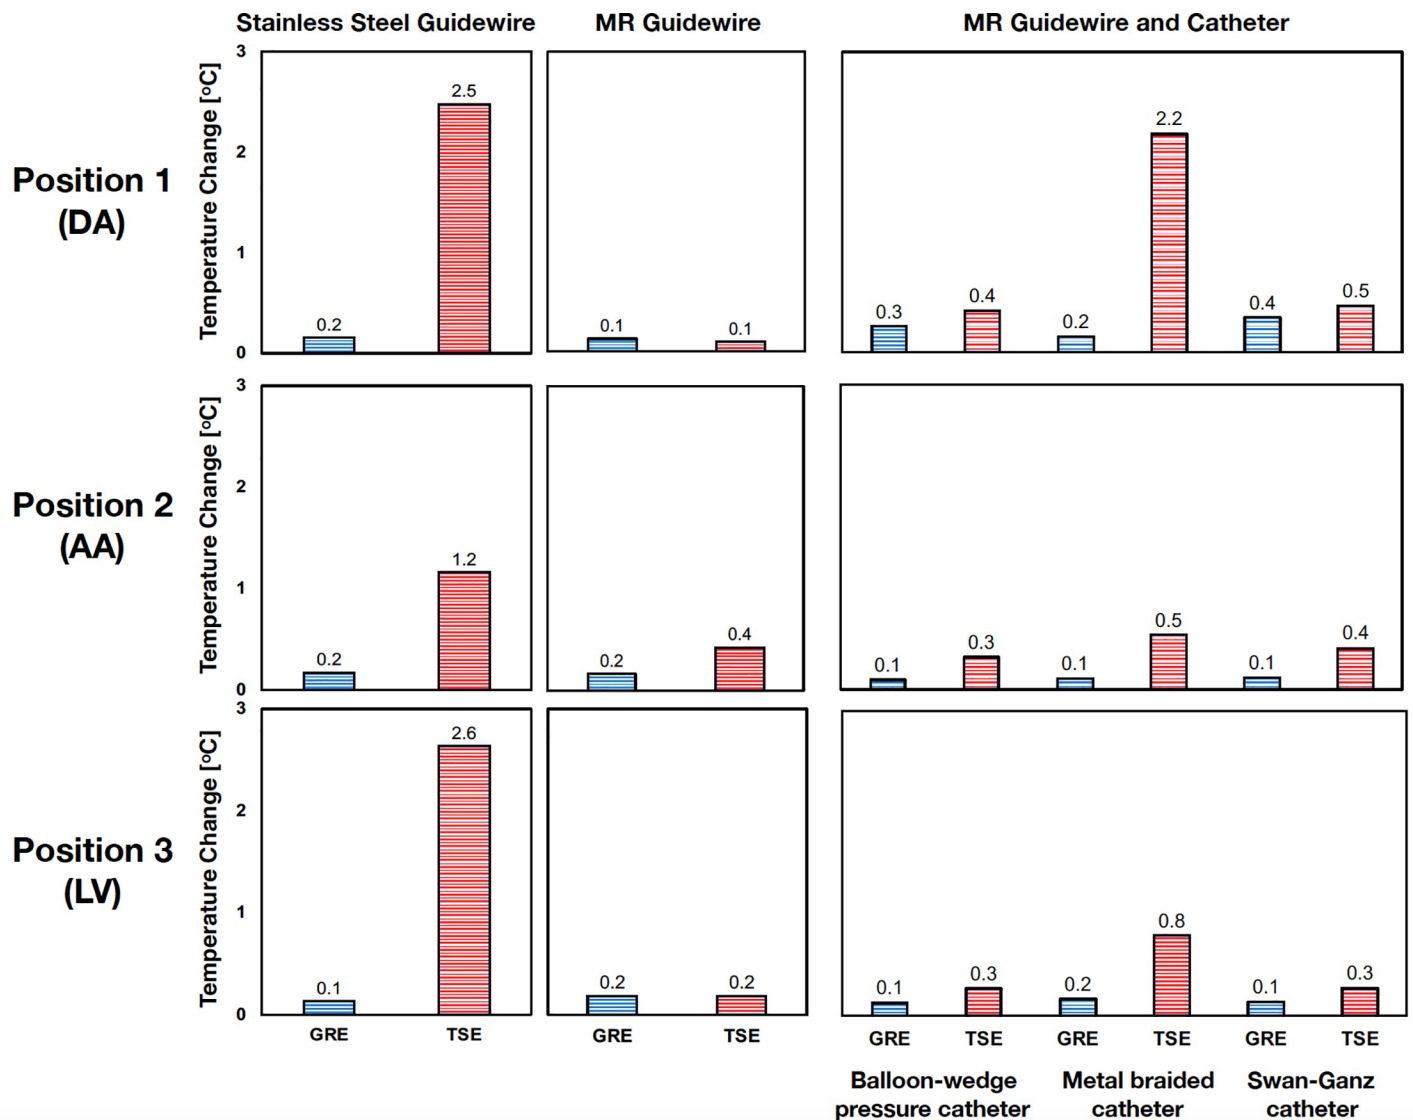 Stainless Steel Guidewire
MR Guidewire
MR Guidewire and Catheter
Position 1
(DA)
Temperature Change [oC]
3
2
1
0
0.2
2.5
0.1
0.1
0.3
0.4
0.2
2.2
0.4
0.5
Position 2
(AA)
Temperature Change [oC]
3
2
1
0
0.2
1.2
0.2
0.4
0.1
0.3
0.1
0.5
0.1
0.4
Position 3
(LV)
Temperature Change [oC]
3
2
1
0
0.1
2.6
0.2
0.2
0.1
0.3
0.2
0.8
0.1
0.3
GRE
TSE
GRE
TSE
GRE
TSE
GRE
TSE
GRE
TSE
Balloon-wedge
pressure catheter
Metal braided
catheter
Swan-Ganz
catheter